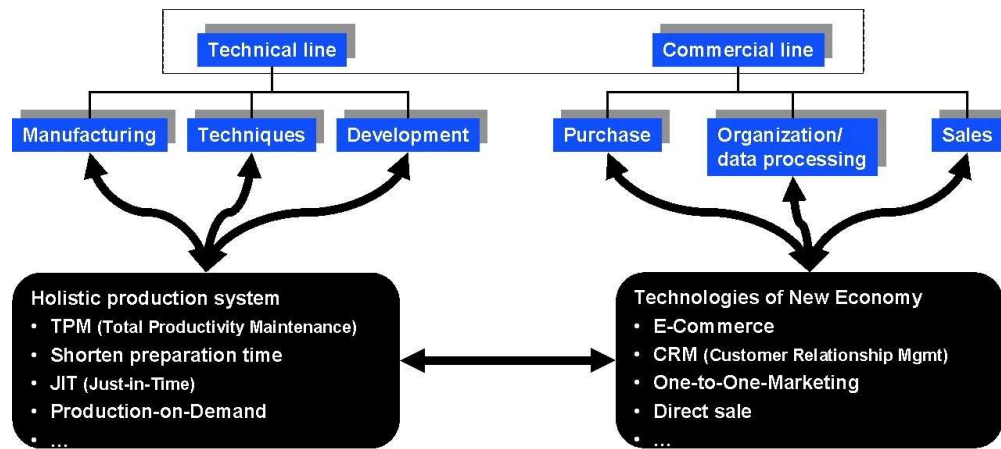 Technical line
Commercial line
Manufacturing
Techniques
Development
Purchase
Organization/
data processing
Sales
Holistic production system
• TPM (Total Productivity Maintenance)
• Shorten preparation time
• JIT (Just-in-Time)
• Production-on-Demand
• ...
Technologies of New Economy
• E-Commerce
• CRM (Customer Relationship Mgmt)
• One-to-One-Marketing
• Direct sale
• ...